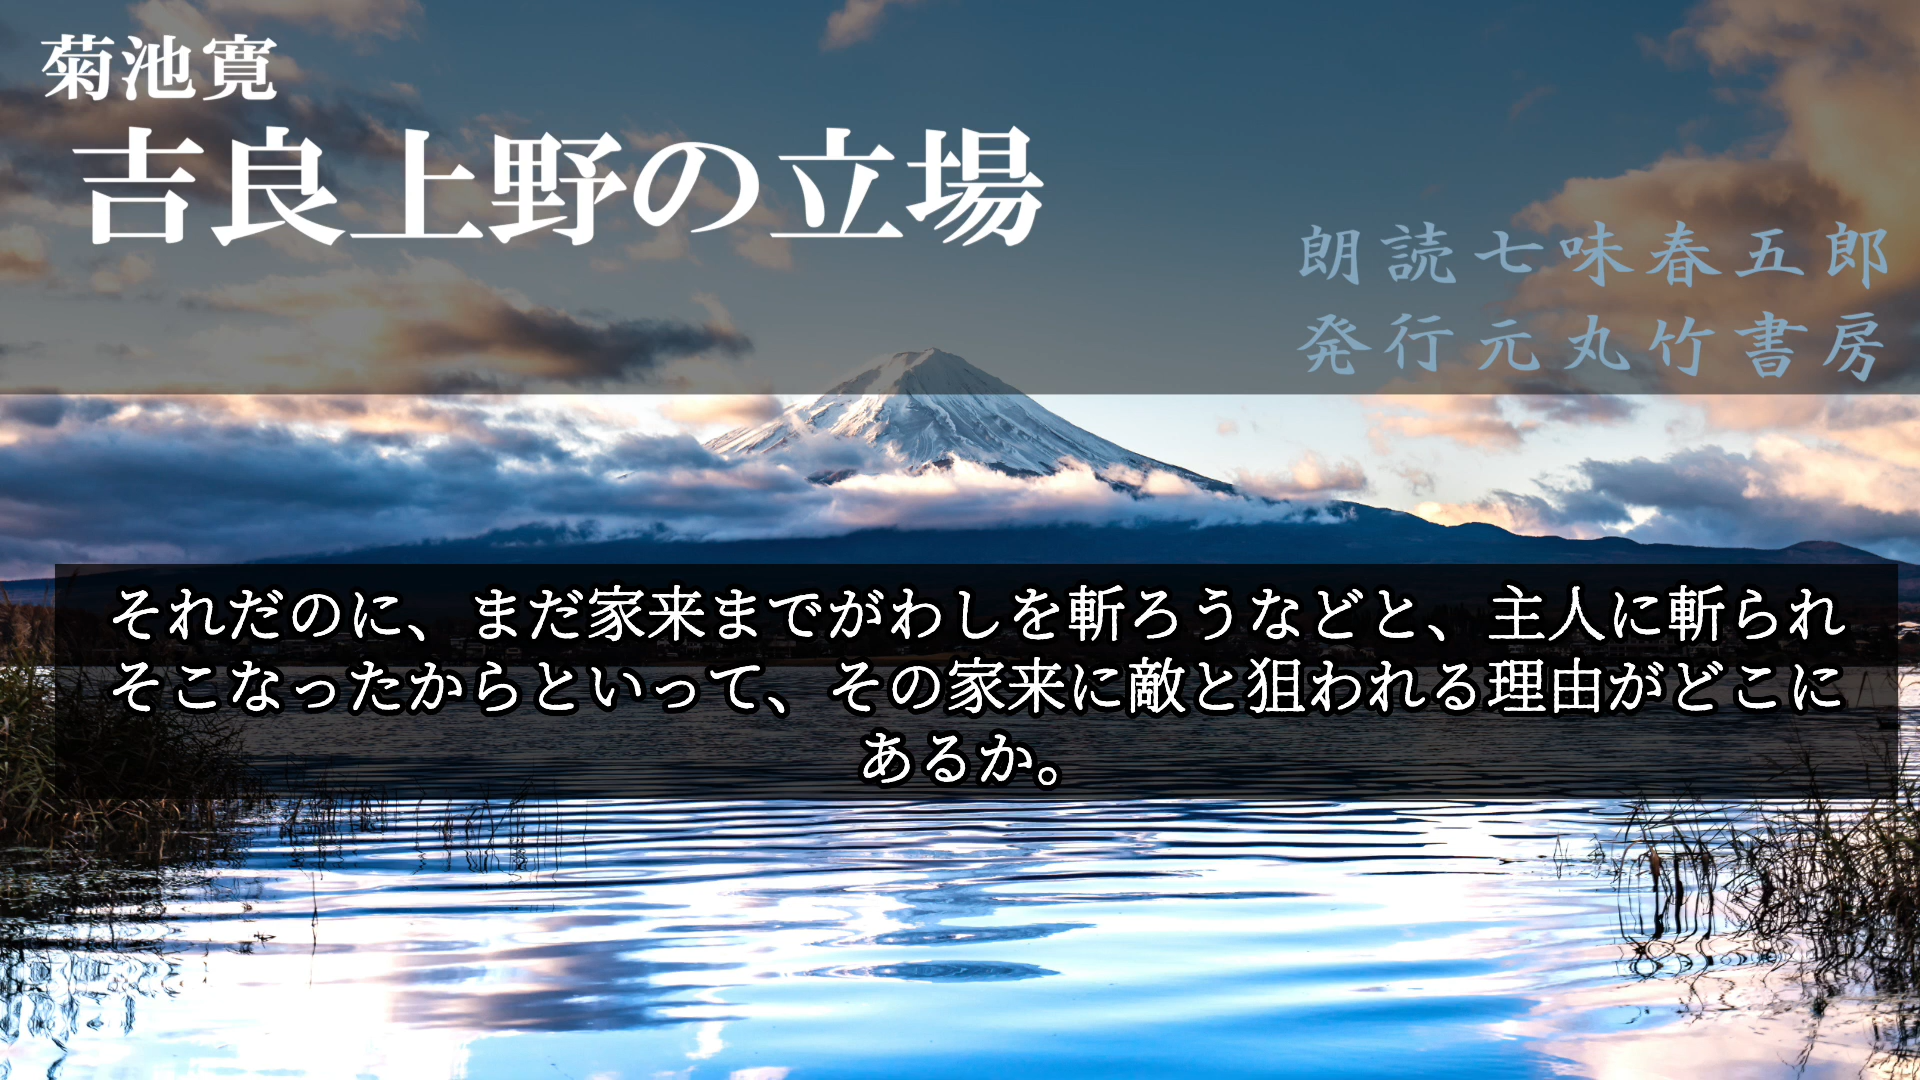 菊池寛
吉良上野の立場
朗読七味春五郎
発行元丸竹書房
それだのに、まだ家来までがわしを斬ろうなどと、主人に斬られ
そこなったからといって、その家来に敵と狙われる理由がどこに
あるか。